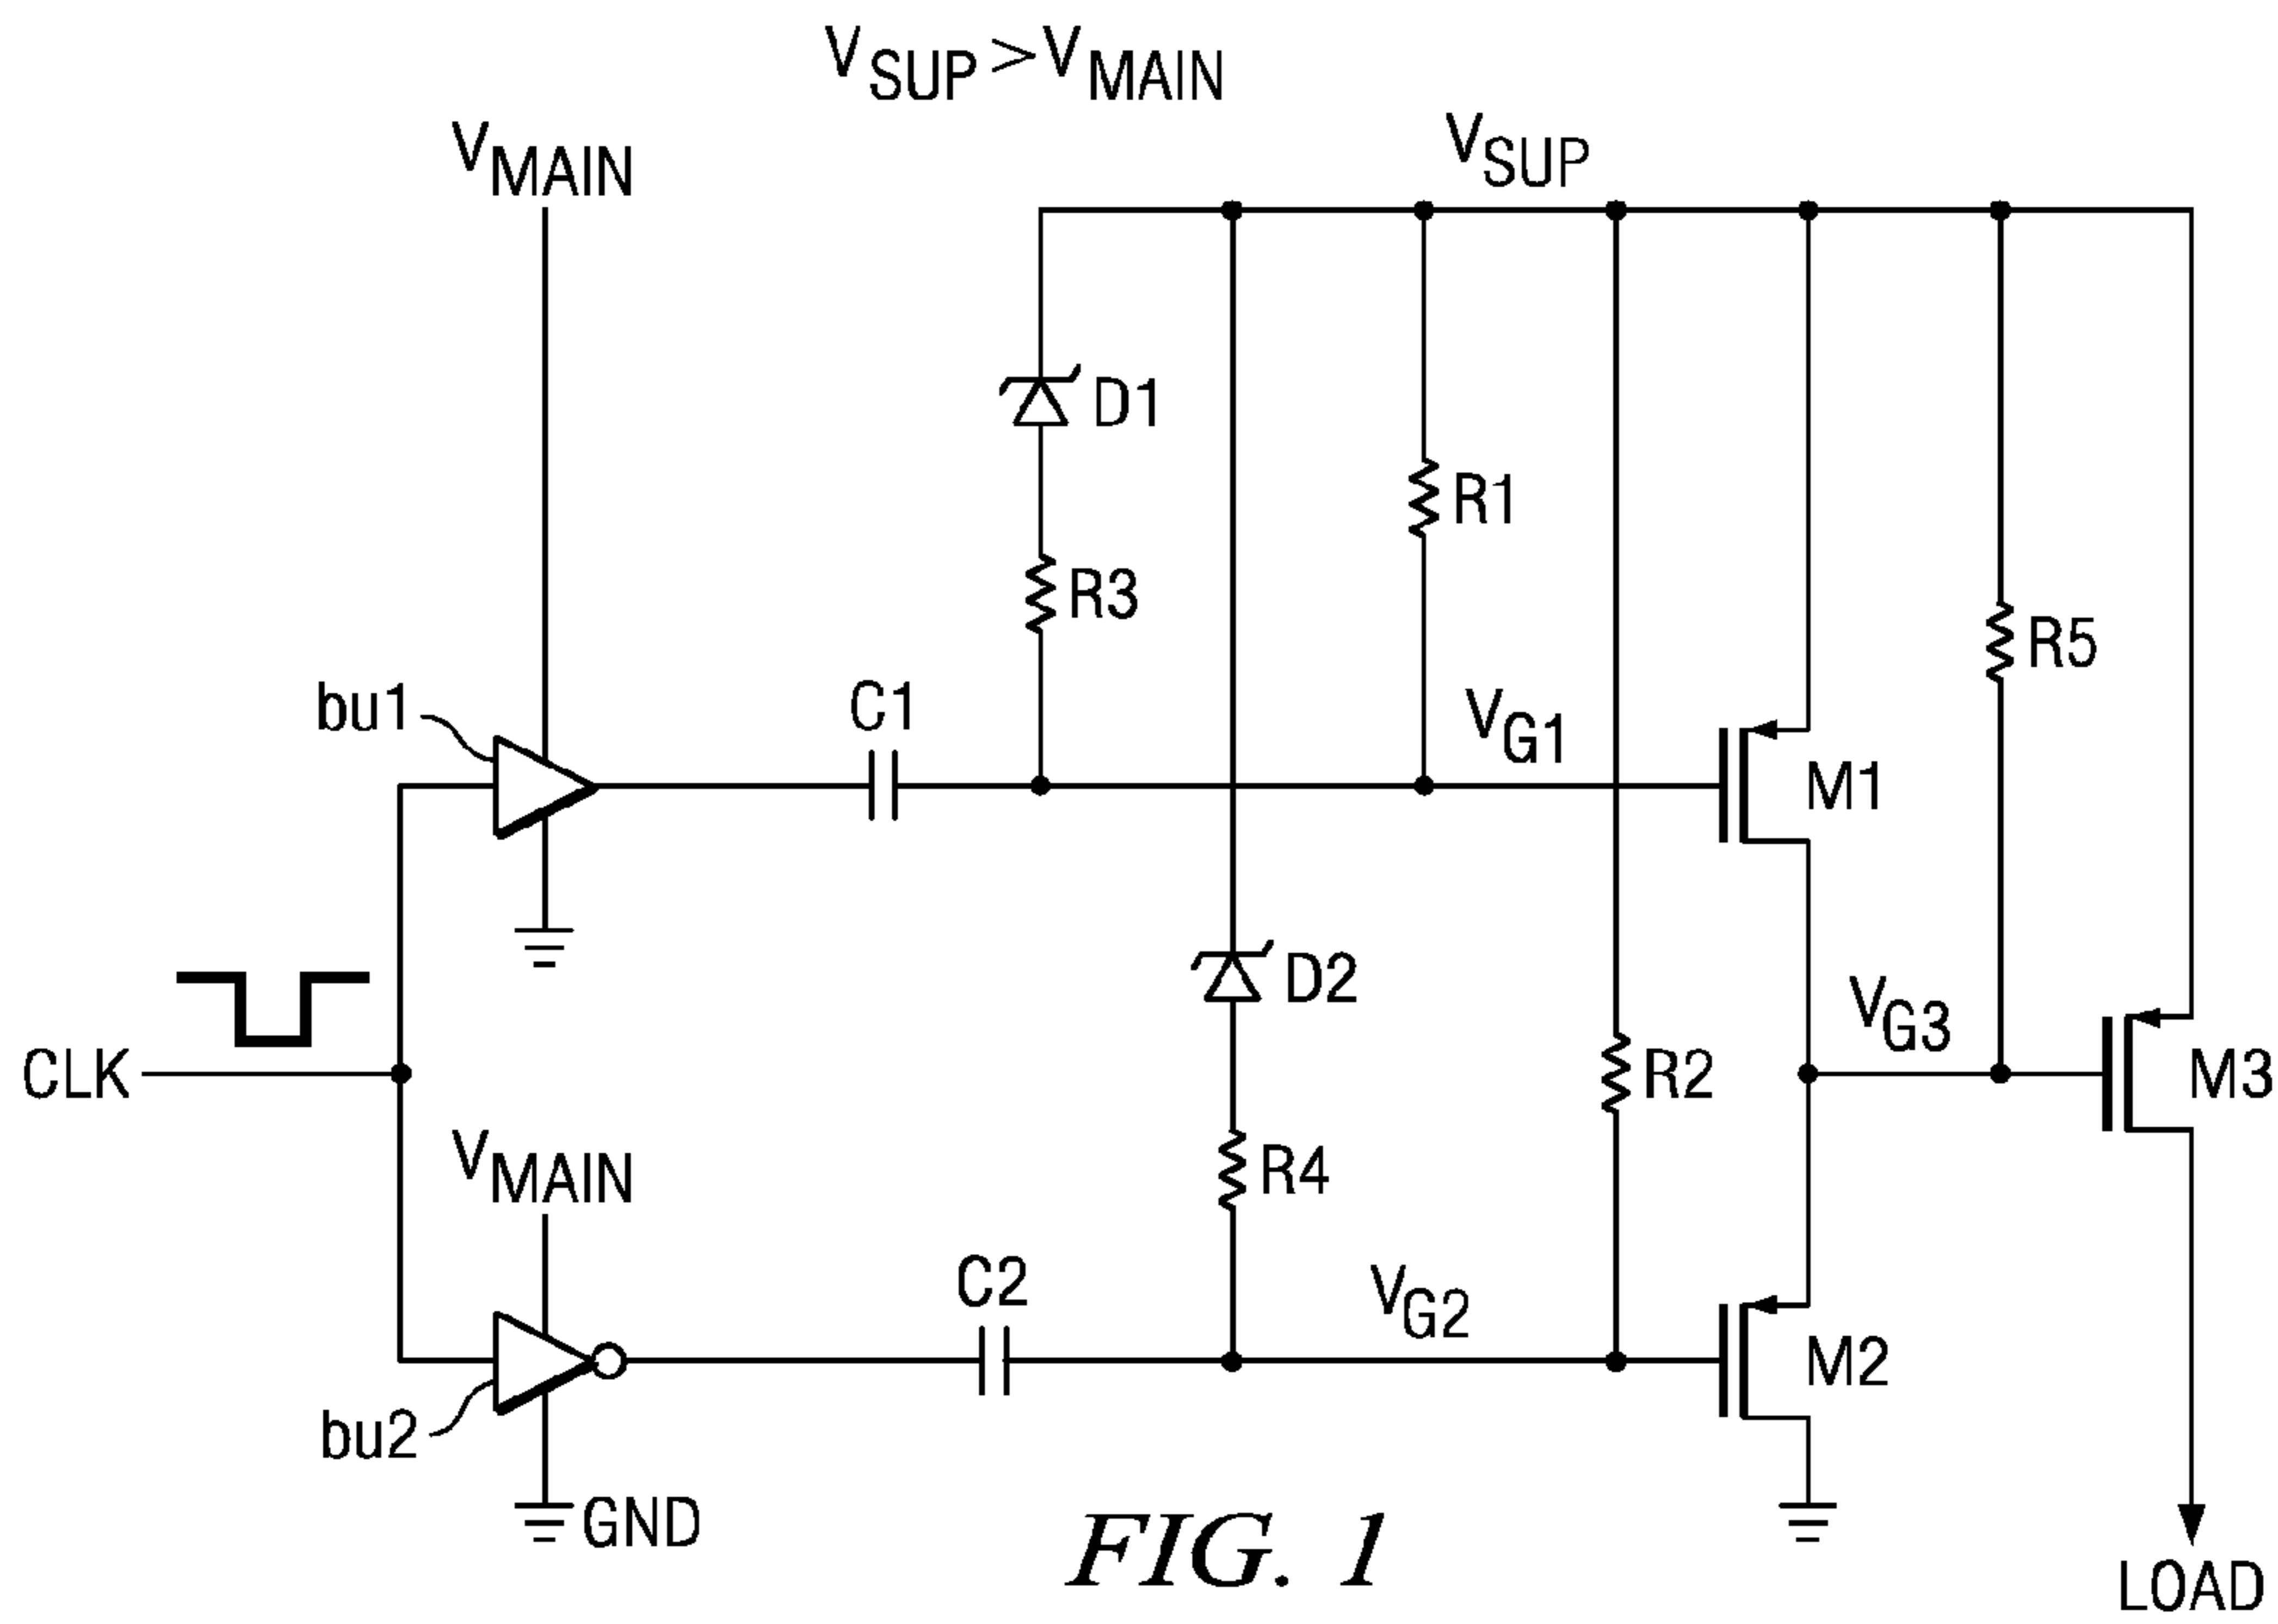 VSUP>VMAIN
VMAIN
VSUP
D1
R1
R3
R5
bu1
C1
VG1
M1
D2
VG3
CLK
R2
M3
VMAIN
R4
C2
VG2
M2
bu2
GND
FIG. 1
LOAD